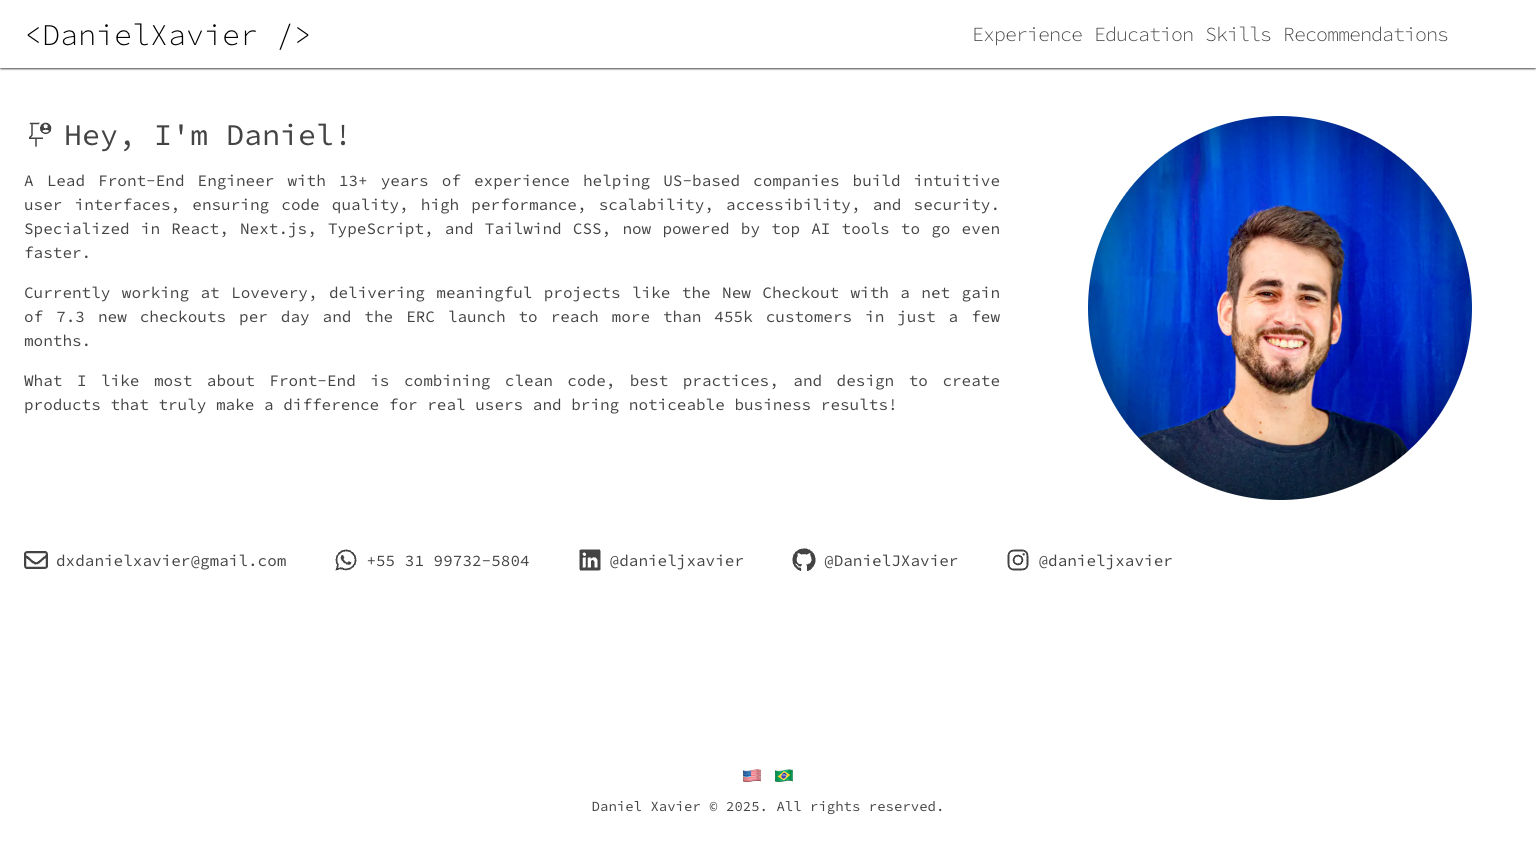 <DanielXavier />
Experience Education Skills Recommendations
Hey, I'm Daniel!
A Lead Front-End Engineer with 13+ years of experience helping US-based companies build intuitive
user interfaces, ensuring code quality, high performance, scalability, accessibility, and security.
Specialized in React, Next.js, TypeScript, and Tailwind CSS, now powered by top AI tools to go even
faster.
Currently working at Lovevery, delivering meaningful projects like the New Checkout with a net gain
of 7.3 new checkouts per day and the ERC launch to reach more than 455k customers in just a few
months.
What I like most about Front-End is combining clean code, best practices, and design to create
products that truly make a difference for real users and bring noticeable business results!
dxdanielxavier@gmail.com +55 31 99732-5804 @danieljxavier @DanielJXavier @danieljxavier
Daniel Xavier © 2025. All rights reserved.